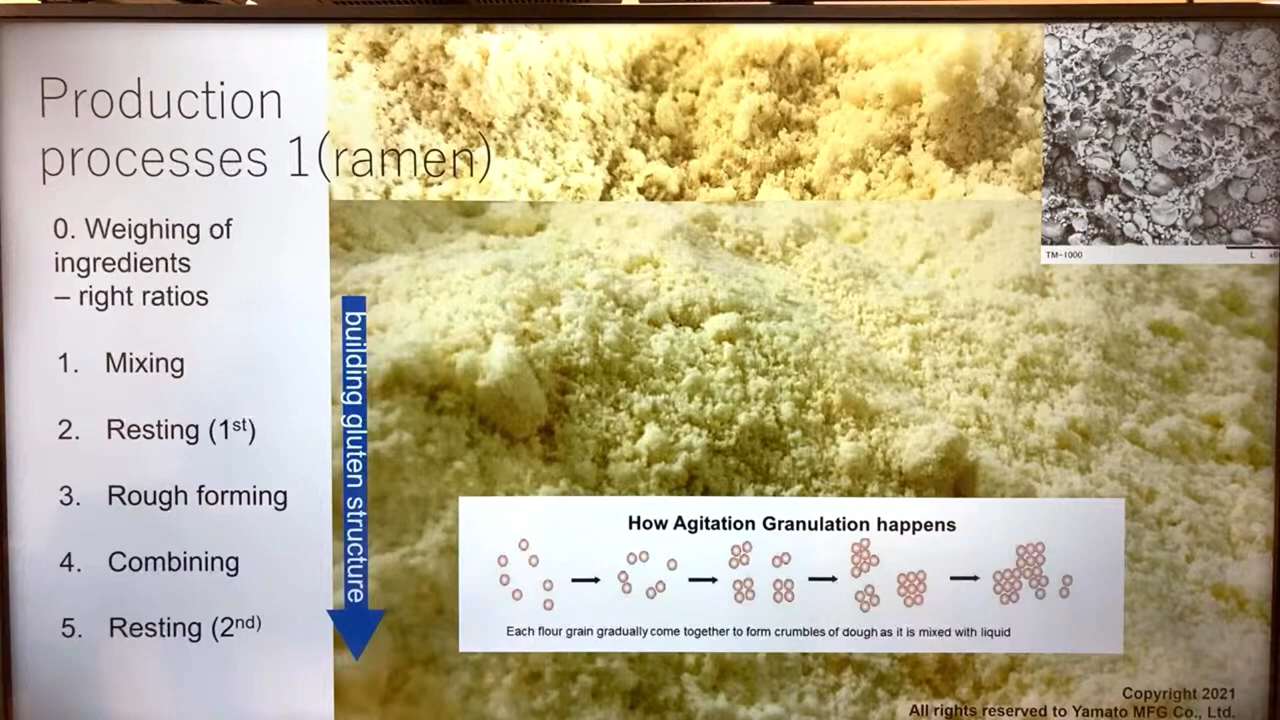 Production
processes 1(ramen)
0. Weighing of
ingredients
– right ratios
1. Mixing
2. Resting (1st)
3. Rough forming
4. Combining
5. Resting (2nd)
building gluten structure
TM-1000
L
How Agitation Granulation happens
Each flour grain gradually come together to form crumbles of dough as it is mixed with liquid
Copyright 2021
All rights reserved to Yamato MFG Co., Ltd.